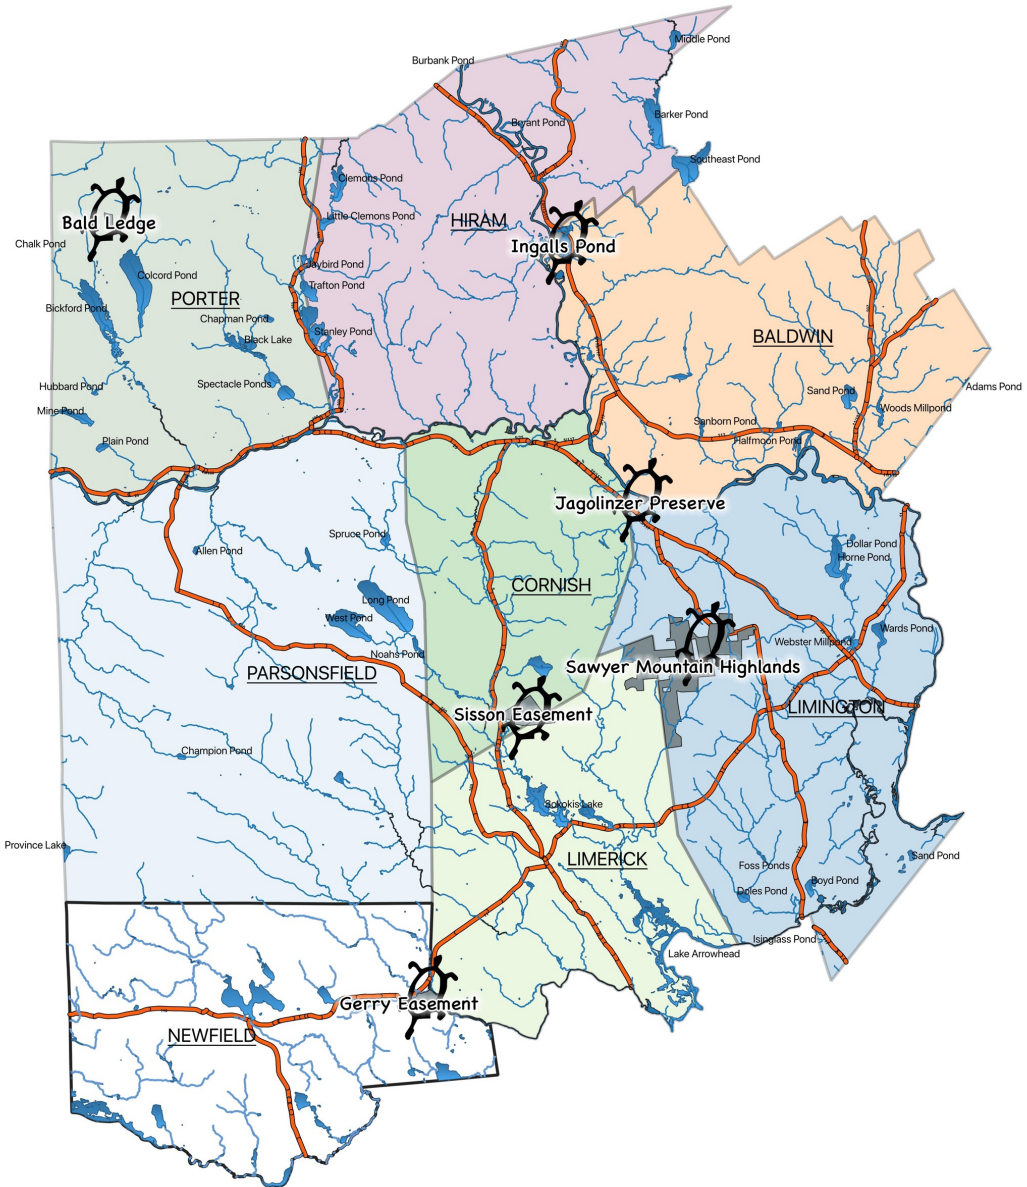 Middle Pond
Burbank Pond
Barker Pond
Bryant Pond
Southeast Pond
Clemons Pond
Bald Ledge
Little Clemons Pond
HIRAM
Chalk Pond
Ingalls Pond
Jaybird Pond
Colcord Pond
Trafton Pond
PORTER
Bickford Pond
Chapman Pond
Stanley Pond
BALDWIN
Black Lake
Spectacle Ponds
Hubbard Pond
Adams Pond
Sand Pond
Mine Pond
Woods Millpond
Sanborn Pond
Plain Pond
Halfmoon Pond
Jagolinzer Preserve
Spruce Pond
Dollar Pond
Allen Pond
Horne Pond
CORNISH
Long Pond
West Pond
Wards Pond
Webster Millpond
Noahs Pond
Sawyer Mountain Highlands
PARSONSFIELD
LIMINGTON
Sisson Easement
Champion Pond
Sokokis Lake
Province Lake
Sand Pond
LIMERICK
Foss Ponds
Boyd Pond
Doles Pond
Isinglass Pond
Lake Arrowhead
Gerry Easement
NEWFIELD